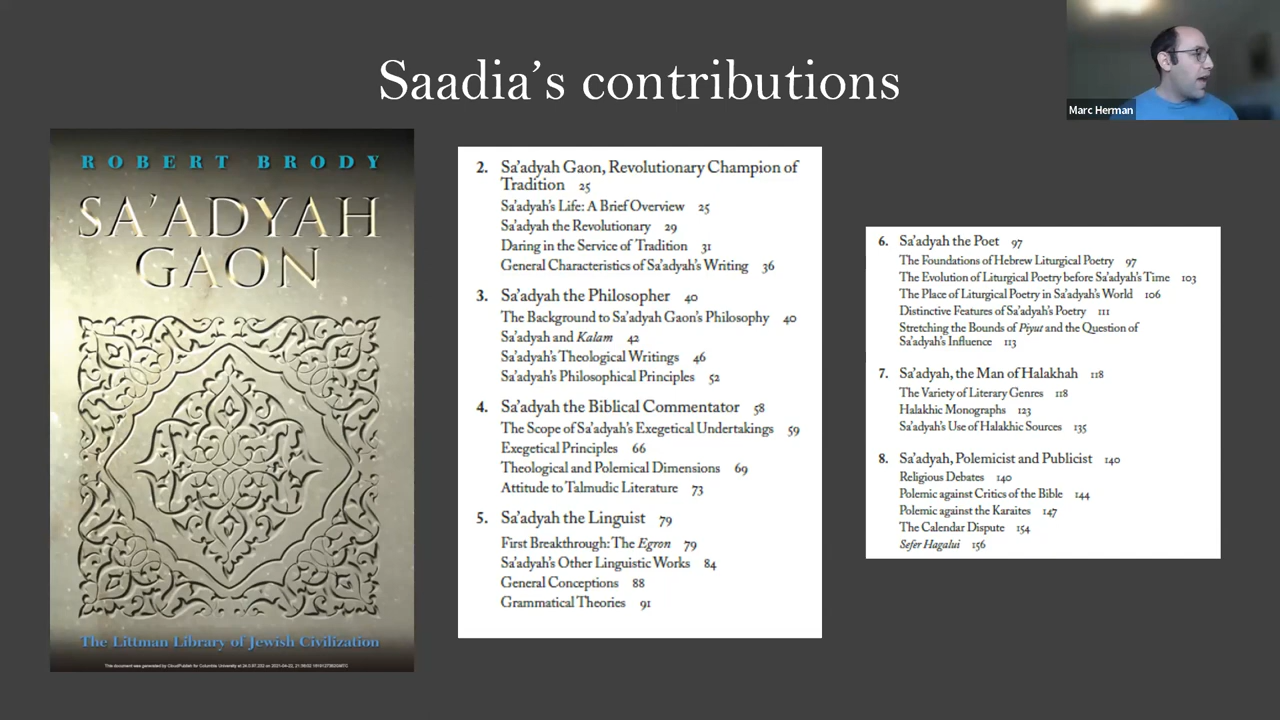 Saadia’s contributions
Marc Herman
ROBERT BRODY
SA’ADYAH
GAON
The Littman Library of Jewish Civilization
2. Sa’adyah Gaon, Revolutionary Champion of
Tradition 25
Sa’adyah’s Life: A Brief Overview 25
Sa’adyah the Revolutionary 29
Daring in the Service of Tradition 31
General Characteristics of Sa’adyah’s Writing 36
3. Sa’adyah the Philosopher 40
The Background to Sa’adyah Gaon’s Philosophy 40
Sa’adyah and Kalam 42
Sa’adyah’s Theological Writings 46
Sa’adyah’s Philosophical Principles 52
4. Sa’adyah the Biblical Commentator 58
The Scope of Sa’adyah’s Exegetical Undertakings 59
Exegetical Principles 66
Theological and Polemical Dimensions 69
Attitude to Talmudic Literature 73
5. Sa’adyah the Linguist 79
First Breakthrough: The Egron 79
Sa’adyah’s Other Linguistic Works 84
General Conceptions 88
Grammatical Theories 91
6. Sa’adyah the Poet 97
The Foundations of Hebrew Liturgical Poetry 97
The Evolution of Liturgical Poetry before Sa’adyah’s Time 103
The Place of Liturgical Poetry in Sa’adyah’s World 106
Distinctive Features of Sa’adyah’s Poetry 111
Stretching the Bounds of Piyut and the Question of
Sa’adyah’s Influence 113
7. Sa’adyah, the Man of Halakhah 118
The Variety of Literary Genres 118
Halakhic Monographs 123
Sa’adyah’s Use of Halakhic Sources 135
8. Sa’adyah, Polemicist and Publicist 140
Religious Debates 140
Polemic against Critics of the Bible 144
Polemic against the Karaites 147
The Calendar Dispute 154
Sefer Hagalui 156